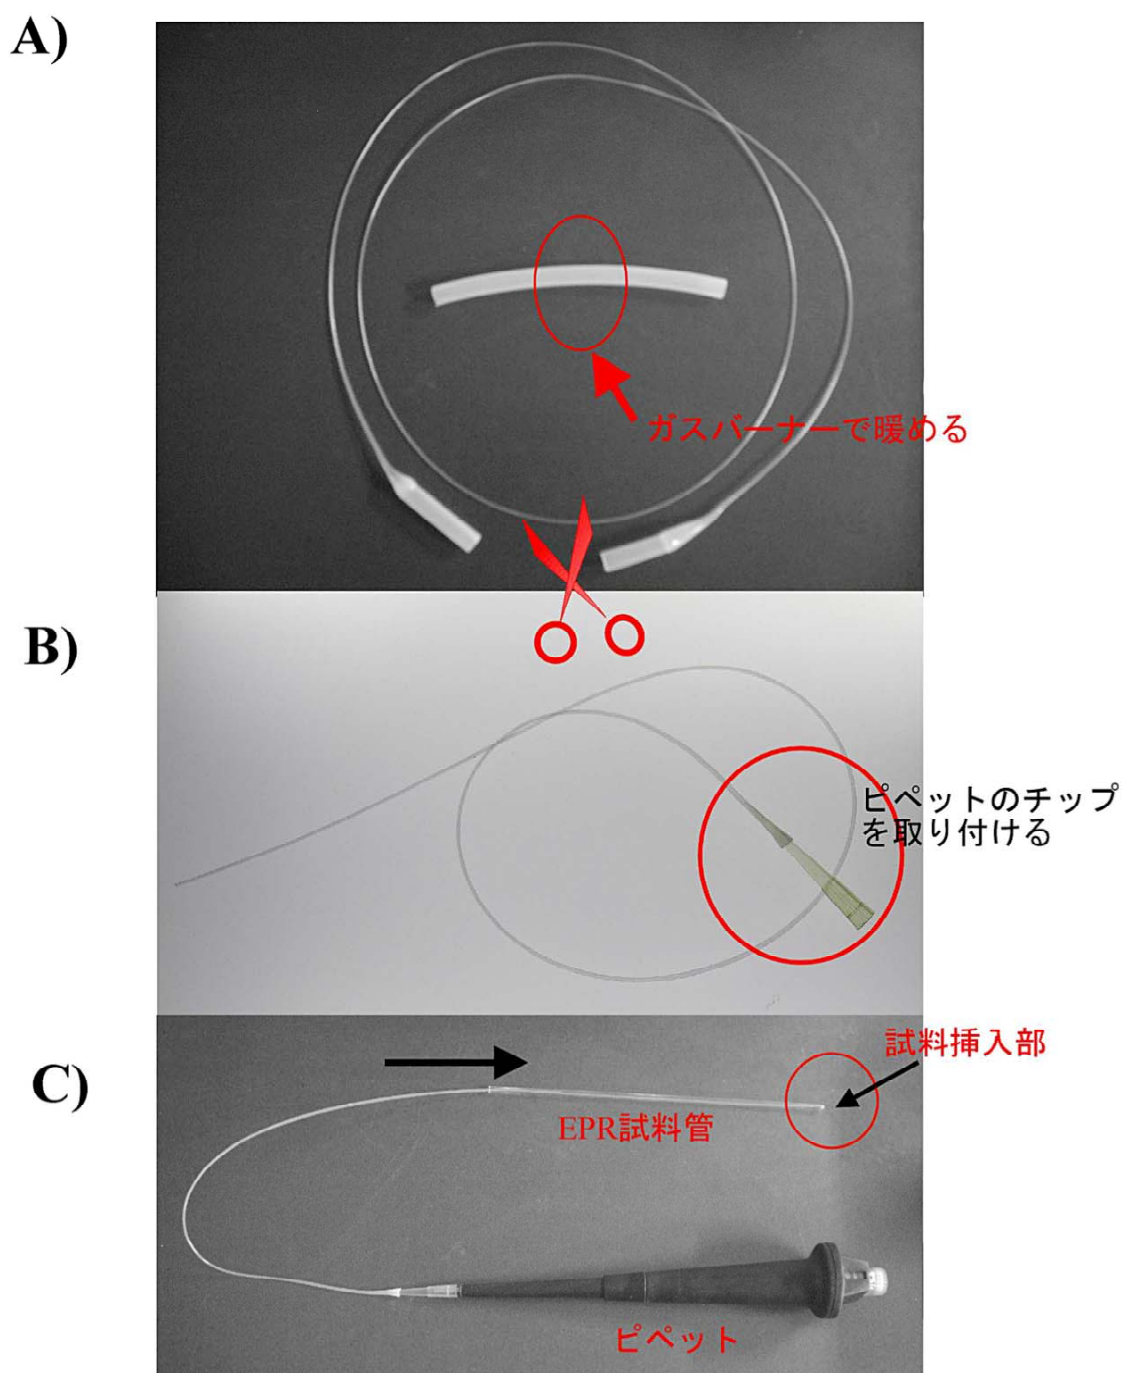 A)
ガスバーナーで暖める
B)
ピペットのチップ
を取り付ける
C)
試料挿入部
EPR試料管
ピペット